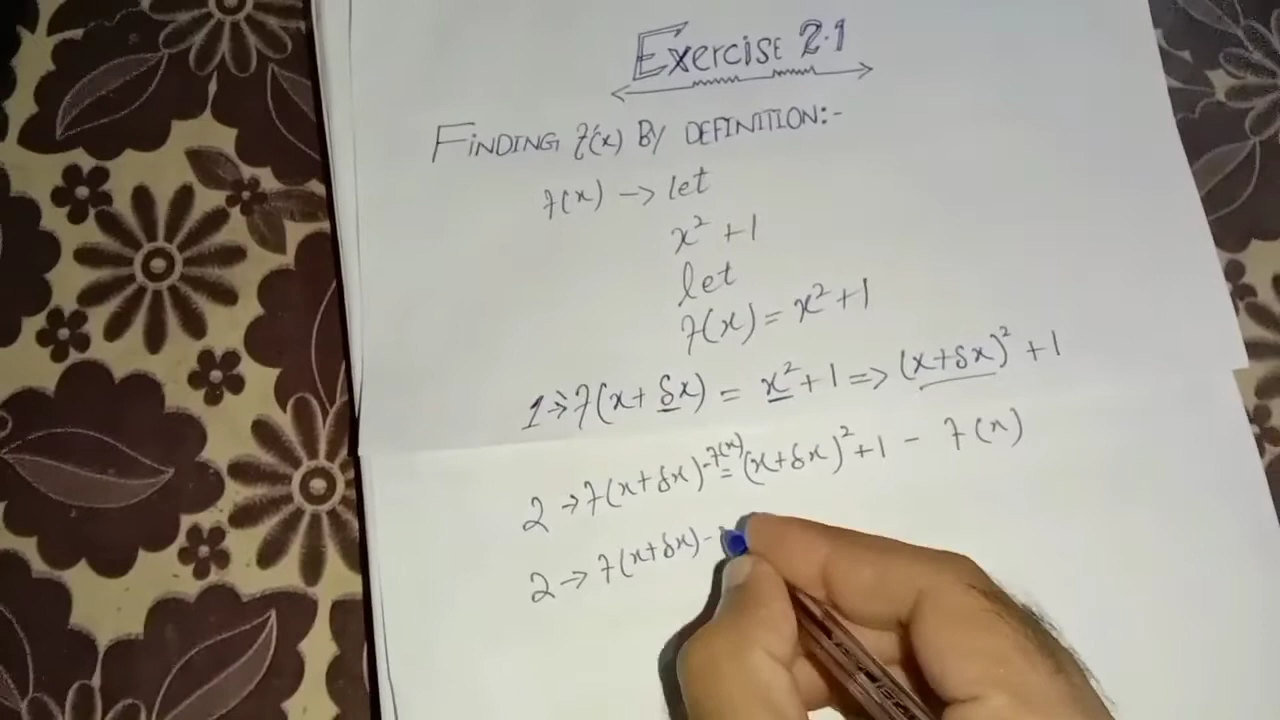 Exercise 2.1
FINDING f'(x) BY DEFINITION:-
f(x) → let
x² + 1
let
f(x) = x² + 1
1 → f(x + δx) = x² + 1 => (x + δx)² + 1
2 → f(x + δx) - f(x) = (x + δx)² + 1 - f(x)
2 → f(x + δx) -